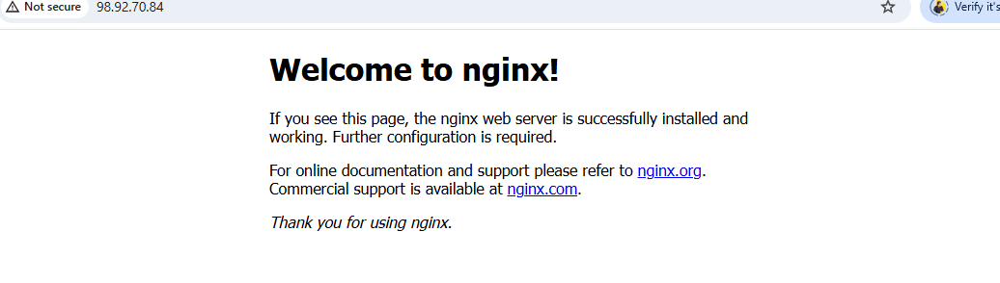 Not secure 98.92.70.84 Verify it's
Welcome to nginx!
If you see this page, the nginx web server is successfully installed and
working. Further configuration is required.
For online documentation and support please refer to nginx.org.
Commercial support is available at nginx.com.
Thank you for using nginx.